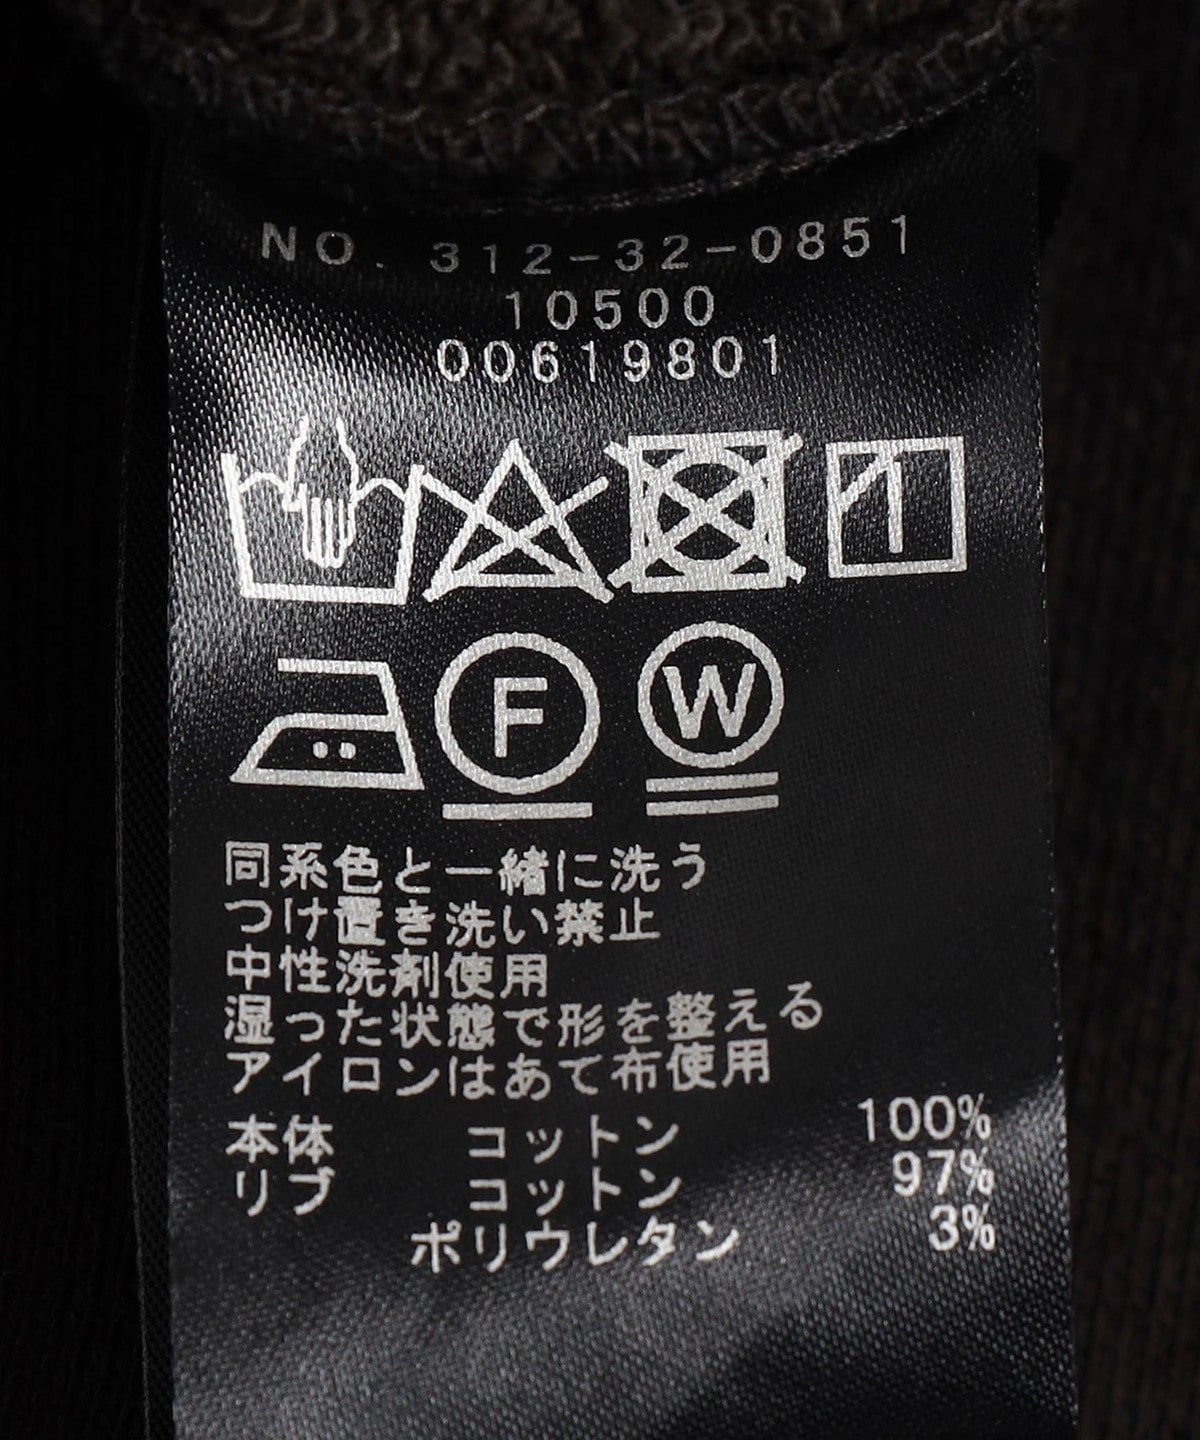 NO. 312-32-0851
10500
00619801
F W
同系色と一緒に洗う
つけ置き洗い禁止
中性洗剤使用
湿った状態で形を整える
アイロンはあて布使用
本体 コットン 100%
リブ コットン 97%
ポリウレタン 3%